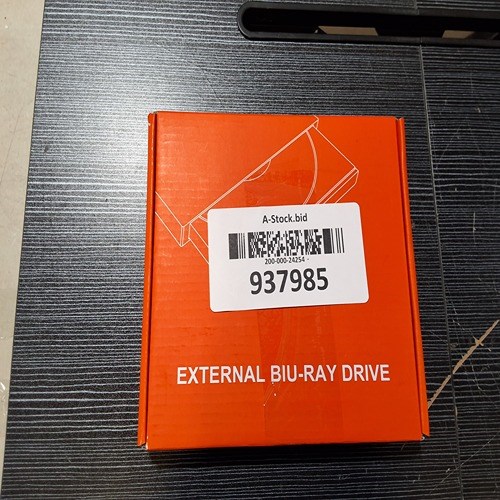 A-Stock.bid
200-000-24254 -
937985
EXTERNAL BIU-RAY DRIVE